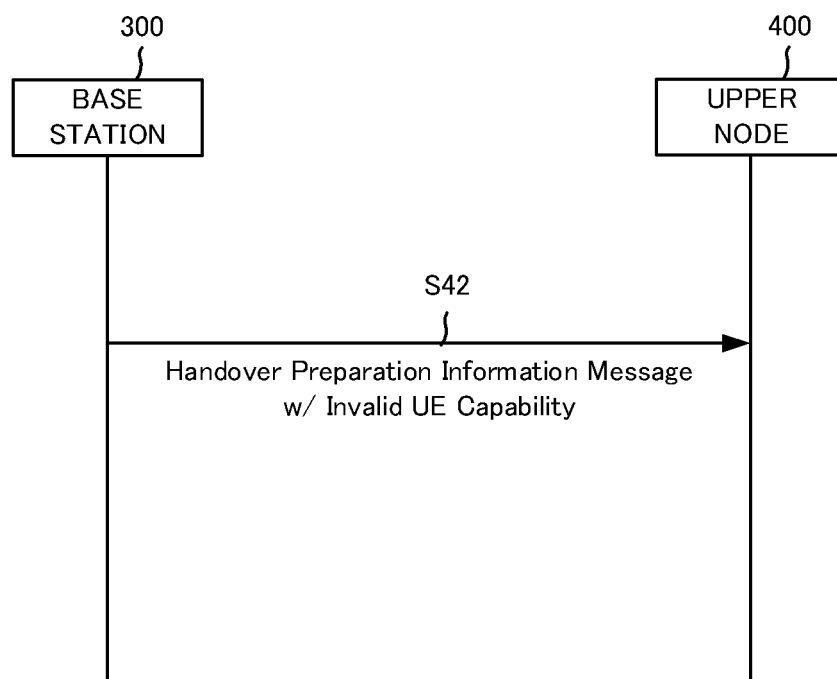 300
400
BASE
STATION
UPPER
NODE
S42
Handover Preparation Information Message
w/ Invalid UE Capability